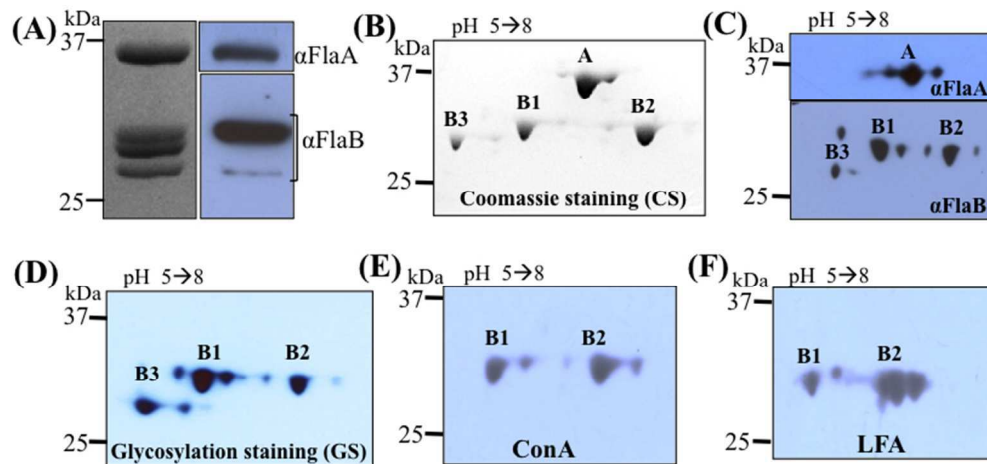 (A)
kDa
37
25
αFlaA
αFlaB
(B)
pH 5→8
kDa
37
25
A
B3
B1
B2
Coomassie staining (CS)
(C)
pH 5→8
kDa
37
25
A
αFlaA
B1
B2
B3
αFlaB
(D)
pH 5→8
kDa
37
25
B3
B1
B2
Glycosylation staining (GS)
(E)
pH 5→8
kDa
37
25
B1
B2
ConA
(F)
pH 5→8
kDa
37
25
B1
B2
LFA